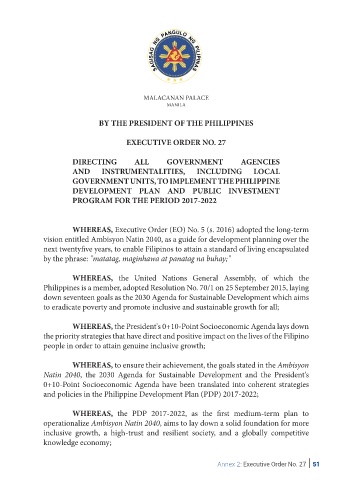 SAGISAG NG PANGULO NG PILIPINAS
MALACAÑAN PALACE
MANILA
BY THE PRESIDENT OF THE PHILIPPINES
EXECUTIVE ORDER NO. 27
DIRECTING ALL GOVERNMENT AGENCIES
AND INSTRUMENTALITIES, INCLUDING LOCAL
GOVERNMENT UNITS, TO IMPLEMENT THE PHILIPPINE
DEVELOPMENT PLAN AND PUBLIC INVESTMENT
PROGRAM FOR THE PERIOD 2017-2022
WHEREAS, Executive Order (EO) No. 5 (s. 2016) adopted the long-term
vision entitled Ambisyon Natin 2040, as a guide for development planning over the
next twentyfive years, to enable Filipinos to attain a standard of living encapsulated
by the phrase: "matatag, maginhawa at panatag na buhay;"
WHEREAS, the United Nations General Assembly, of which the
Philippines is a member, adopted Resolution No. 70/1 on 25 September 2015, laying
down seventeen goals as the 2030 Agenda for Sustainable Development which aims
to eradicate poverty and promote inclusive and sustainable growth for all;
WHEREAS, the President's 0+10-Point Socioeconomic Agenda lays down
the priority strategies that have direct and positive impact on the lives of the Filipino
people in order to attain genuine inclusive growth;
WHEREAS, to ensure their achievement, the goals stated in the Ambisyon
Natin 2040, the 2030 Agenda for Sustainable Development and the President's
0+10-Point Socioeconomic Agenda have been translated into coherent strategies
and policies in the Philippine Development Plan (PDP) 2017-2022;
WHEREAS, the PDP 2017-2022, as the first medium-term plan to
operationalize Ambisyon Natin 2040, aims to lay down a solid foundation for more
inclusive growth, a high-trust and resilient society, and a globally competitive
knowledge economy;
Annex 2: Executive Order No. 27 | 51